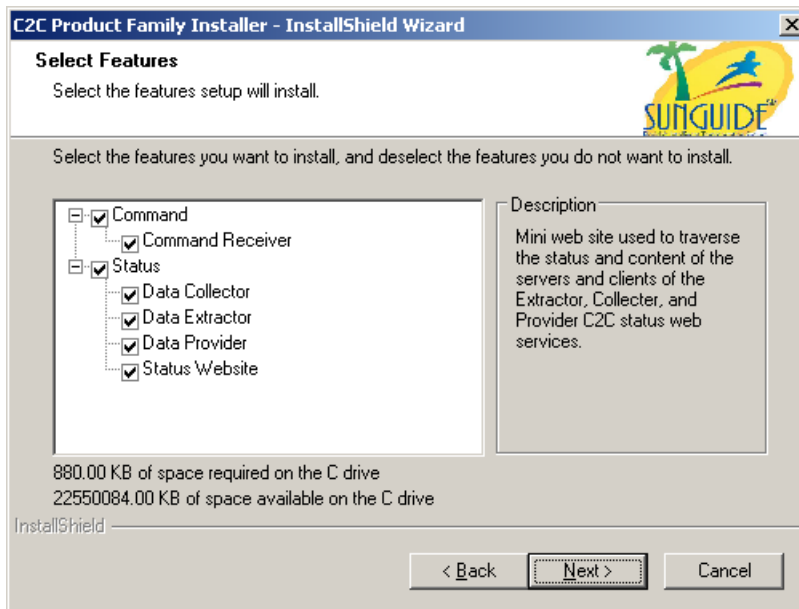 C2C Product Family Installer - InstallShield Wizard
Select Features
Select the features setup will install.
SUNGUIDE
Select the features you want to install, and deselect the features you do not want to install.
Command
Command Receiver
Status
Data Collector
Data Extractor
Data Provider
Status Website
Description
Mini web site used to traverse
the status and content of the
servers and clients of the
Extractor, Collecter, and
Provider C2C status web
services.
880.00 KB of space required on the C drive
22550084.00 KB of space available on the C drive
InstallShield
< Back
Next >
Cancel